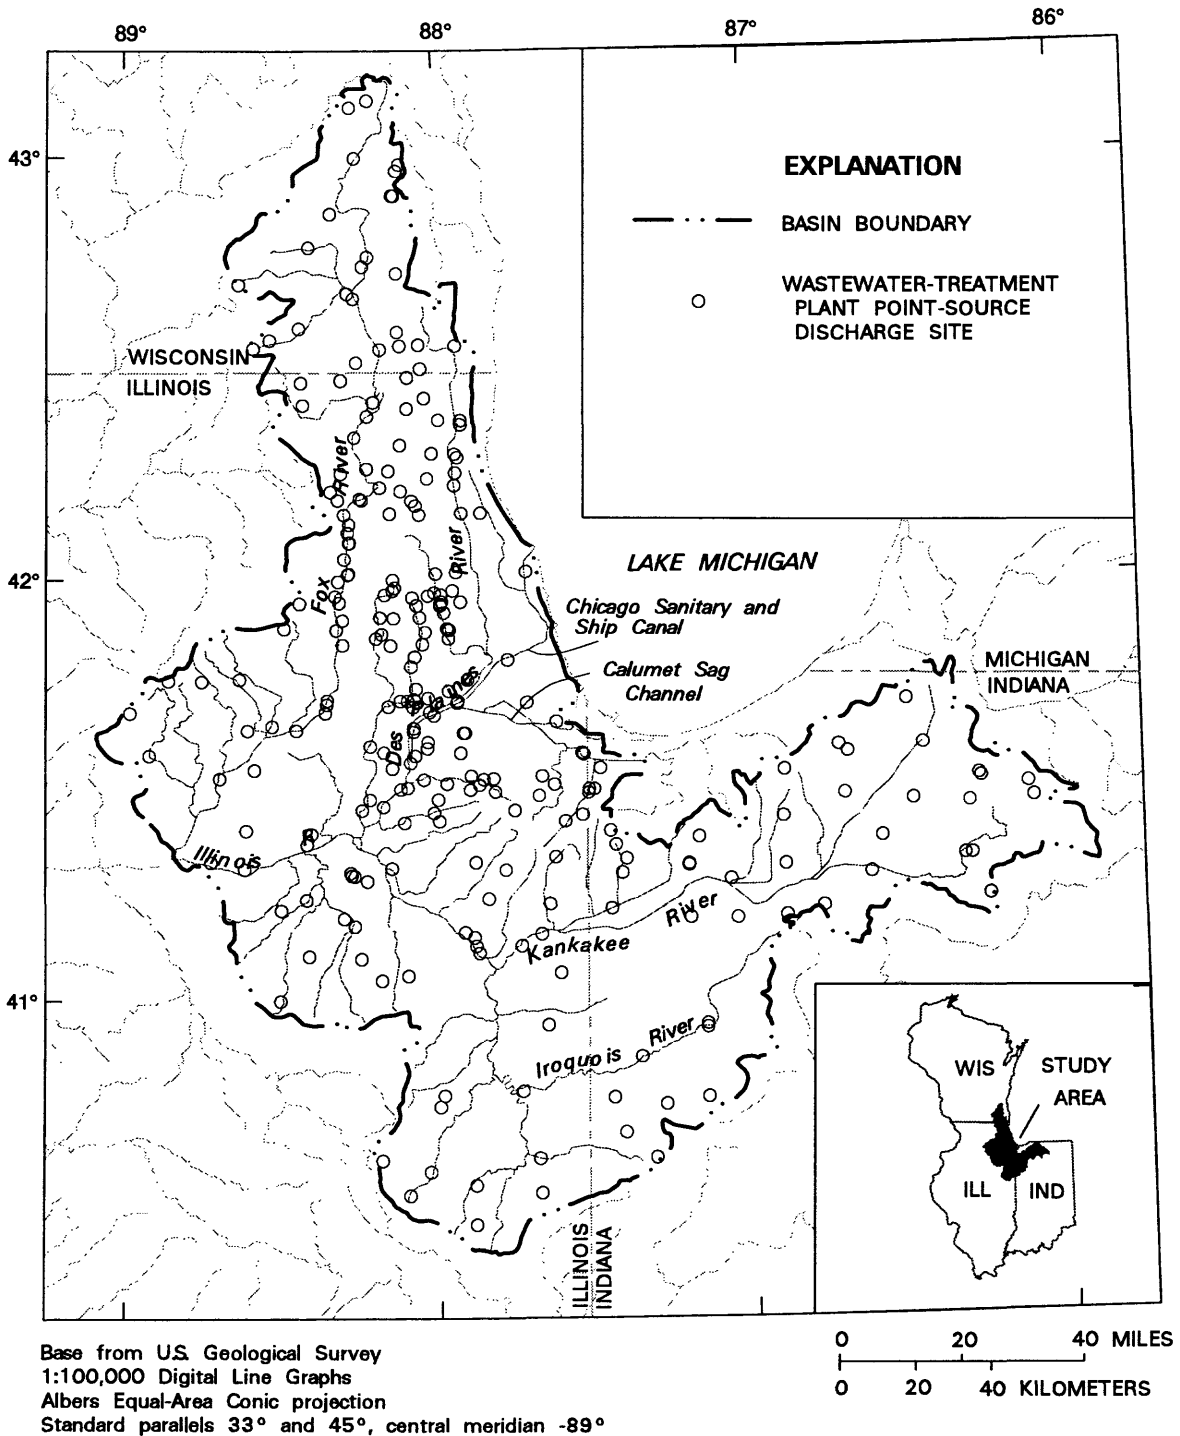 89°
88°
87°
86°
43°
42°
41°
EXPLANATION
BASIN BOUNDARY
WASTEWATER-TREATMENT
PLANT POINT-SOURCE
DISCHARGE SITE
WISCONSIN
ILLINOIS
Fox River
Des Plaines River
LAKE MICHIGAN
Chicago Sanitary and
Ship Canal
Calumet Sag
Channel
MICHIGAN
INDIANA
Illinois
River
Kankakee
Iroquois River
ILLINOIS
INDIANA
WIS
STUDY
AREA
ILL
IND
Base from U.S. Geological Survey
1:100,000 Digital Line Graphs
Albers Equal-Area Conic projection
Standard parallels 33° and 45°, central meridian -89°
0 20 40 MILES
0 20 40 KILOMETERS